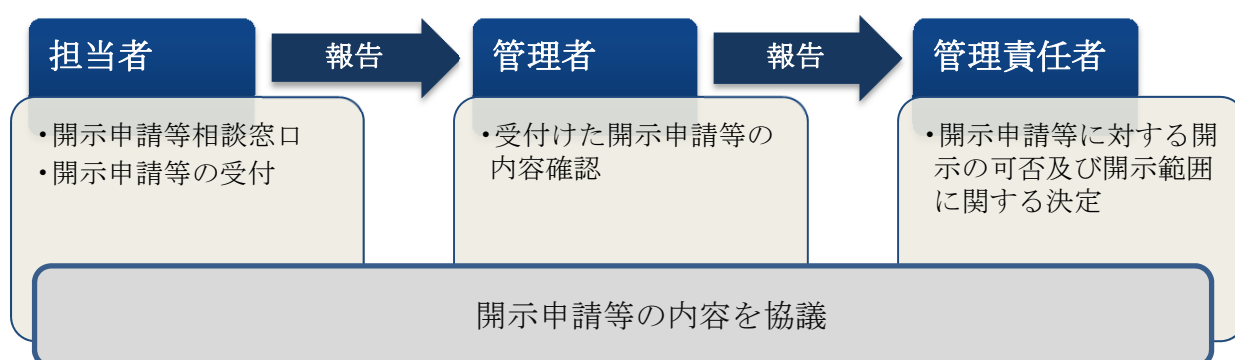 担当者
報告
管理者
報告
管理責任者
・開示申請等相談窓口
・開示申請等の受付
・受付けた開示申請等の
内容確認
・開示申請等に対する開
示の可否及び開示範囲
に関する決定
開示申請等の内容を協議